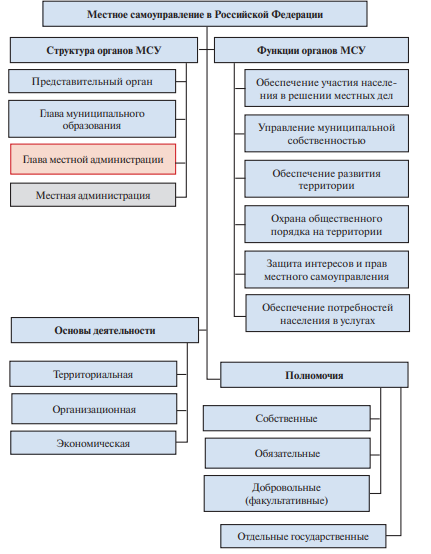 Местное самоуправление в Российской Федерации
Структура органов МСУ
Представительный орган
Глава муниципального
образования
Глава местной администрации
Местная администрация
Функции органов МСУ
Обеспечение участия населе-
ния в решении местных дел
Управление муниципальной
собственностью
Обеспечение развития
территории
Охрана общественного
порядка на территории
Защита интересов и прав
местного самоуправления
Обеспечение потребностей
населения в услугах
Основы деятельности
Территориальная
Организационная
Экономическая
Полномочия
Собственные
Обязательные
Добровольные
(факультативные)
Отдельные государственные